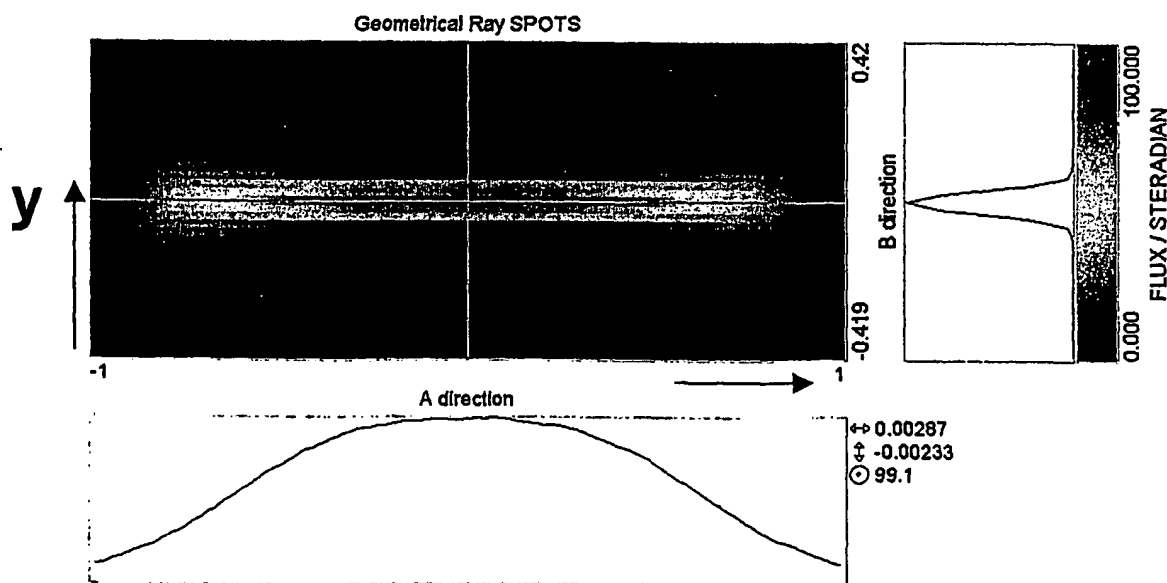 Geometrical Ray SPOTS
y
0.42
B direction
-0.419
100.000
FLUX / STERADIAN
0.000
-1
1
A direction
0.00287
-0.00233
99.1